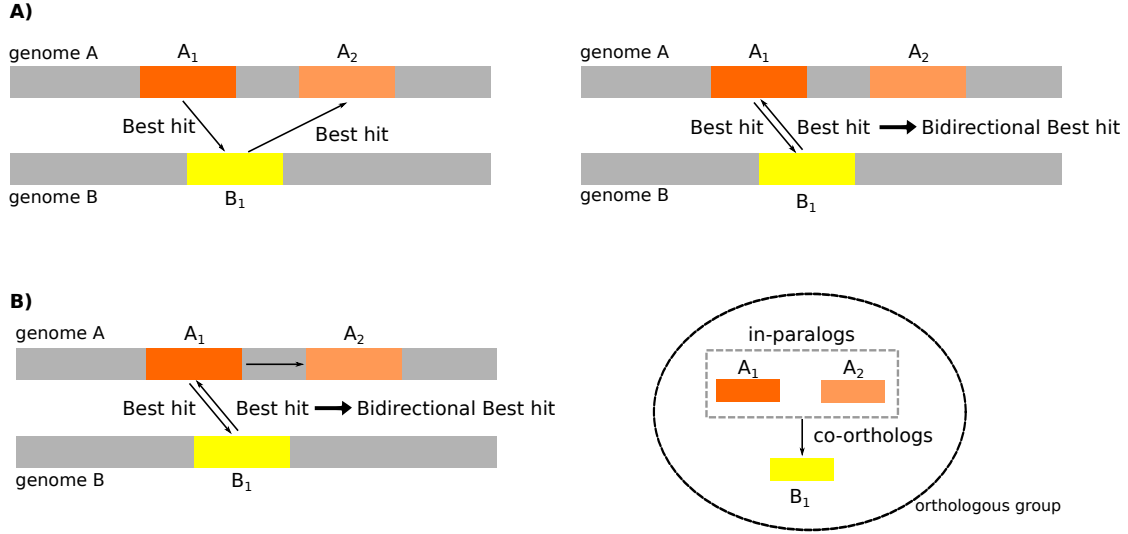 A)
genome A
A₁
A₂
Best hit
Best hit
genome B
B₁
genome A
A₁
A₂
Best hit
Best hit
Bidirectional Best hit
genome B
B₁
B)
genome A
A₁
A₂
Best hit
Best hit
Bidirectional Best hit
genome B
B₁
in-paralogs
A₁
A₂
co-orthologs
B₁
orthologous group